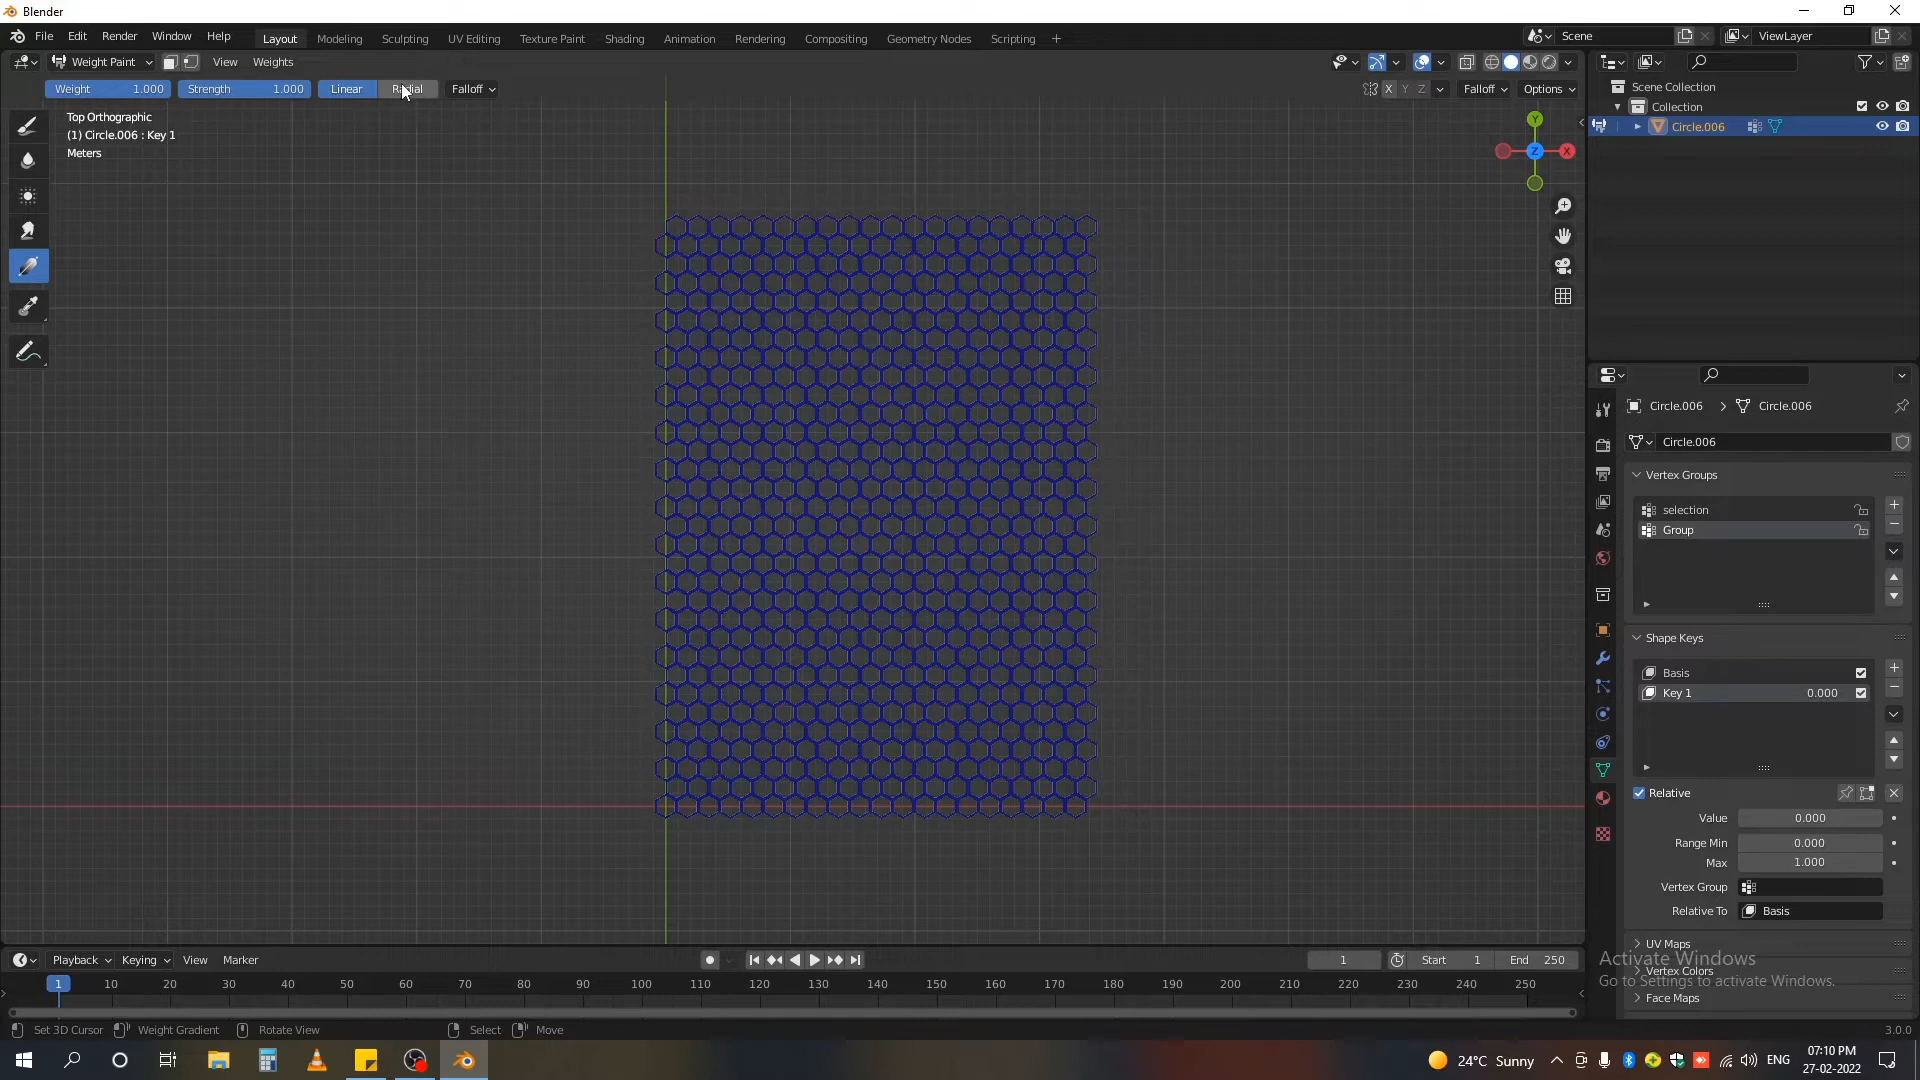 Blender
File Edit Render Window Help Layout Modeling Sculpting UV Editing Texture Paint Shading Animation Rendering Compositing Geometry Nodes Scripting + Scene ViewLayer
Weight Paint View Weights
Weight 1.000 Strength 1.000 Linear Radial Falloff X Y Z Falloff Options
Scene Collection
Collection
Circle.006
Top Orthographic
(1) Circle.006 : Key 1
Meters
Y
Z X
Circle.006 > Circle.006
Circle.006
Vertex Groups
selection
Group
Shape Keys
Basis
Key 1 0.000
Relative
Value 0.000
Range Min 0.000
Max 1.000
Vertex Group
Relative To Basis
UV Maps
Vertex Colors
Face Maps
Activate Windows
Go to Settings to activate Windows.
Playback Keying View Marker 1 Start 1 End 250
1 10 20 30 40 50 60 70 80 90 100 110 120 130 140 150 160 170 180 190 200 210 220 230 240 250
Set 3D Cursor Weight Gradient Rotate View Select Move 3.0.0
24°C Sunny ENG 07:10 PM
27-02-2022